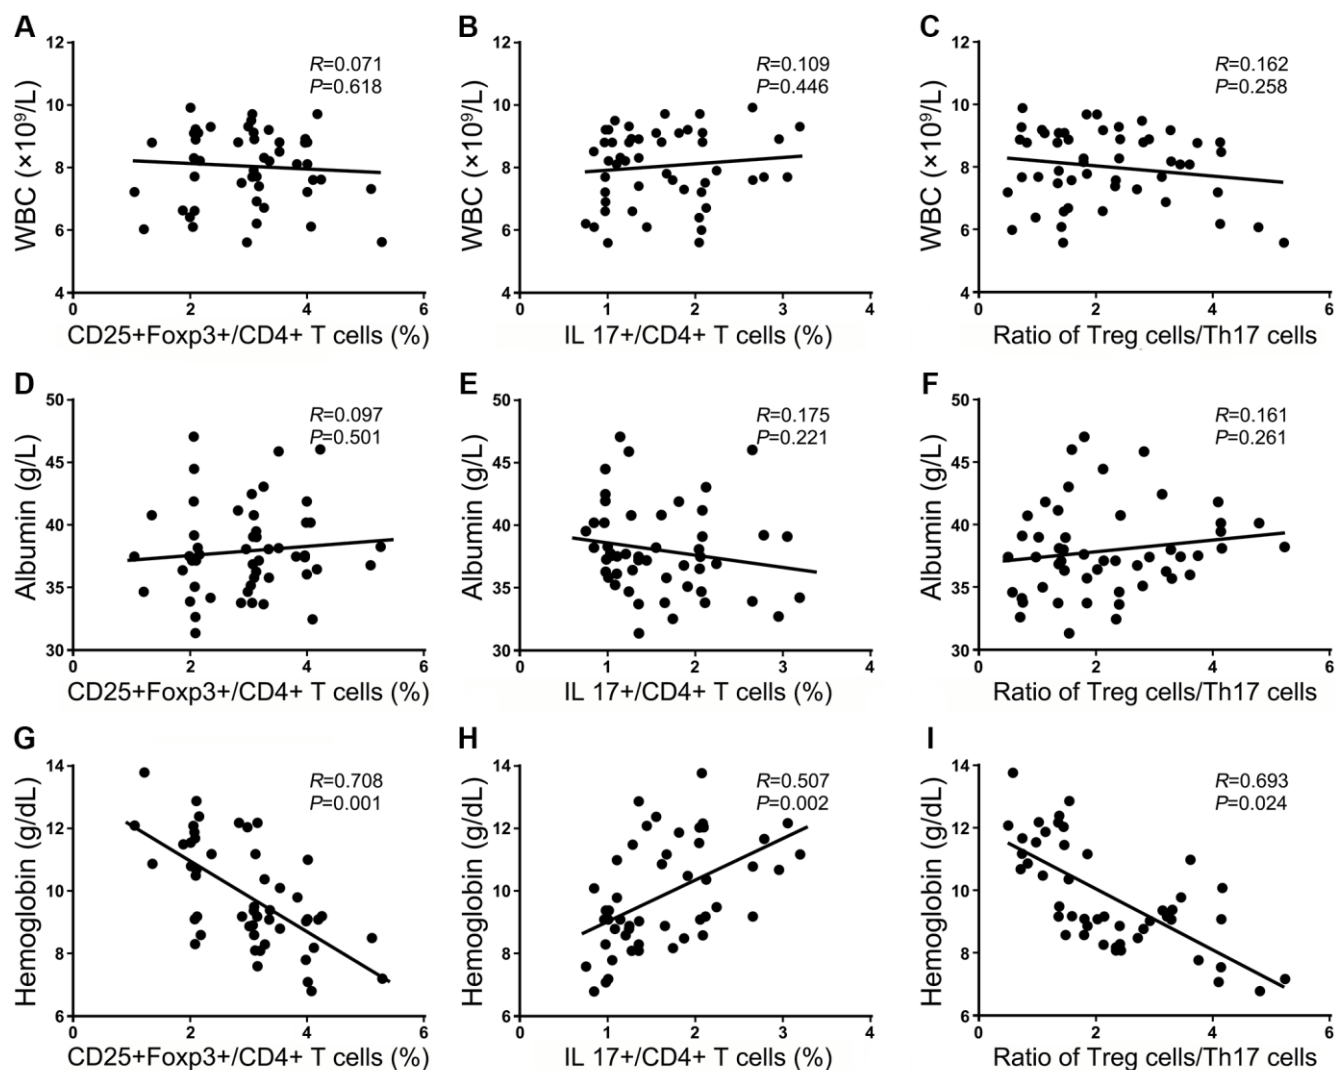 A
R=0.071
P=0.618
WBC (×10⁹/L)
12
10
8
6
4
0
2
4
6
CD25+Foxp3+/CD4+ T cells (%)
B
R=0.109
P=0.446
WBC (×10⁹/L)
12
10
8
6
4
0
1
2
3
4
IL 17+/CD4+ T cells (%)
C
R=0.162
P=0.258
WBC (×10⁹/L)
12
10
8
6
4
0
2
4
6
Ratio of Treg cells/Th17 cells
D
R=0.097
P=0.501
Albumin (g/L)
50
45
40
35
30
0
2
4
6
CD25+Foxp3+/CD4+ T cells (%)
E
R=0.175
P=0.221
Albumin (g/L)
50
45
40
35
30
0
1
2
3
4
IL 17+/CD4+ T cells (%)
F
R=0.161
P=0.261
Albumin (g/L)
50
45
40
35
30
0
2
4
6
Ratio of Treg cells/Th17 cells
G
R=0.708
P=0.001
Hemoglobin (g/dL)
14
12
10
8
6
0
2
4
6
CD25+Foxp3+/CD4+ T cells (%)
H
R=0.507
P=0.002
Hemoglobin (g/dL)
14
12
10
8
6
0
1
2
3
4
IL 17+/CD4+ T cells (%)
I
R=0.693
P=0.024
Hemoglobin (g/dL)
14
12
10
8
6
0
2
4
6
Ratio of Treg cells/Th17 cells